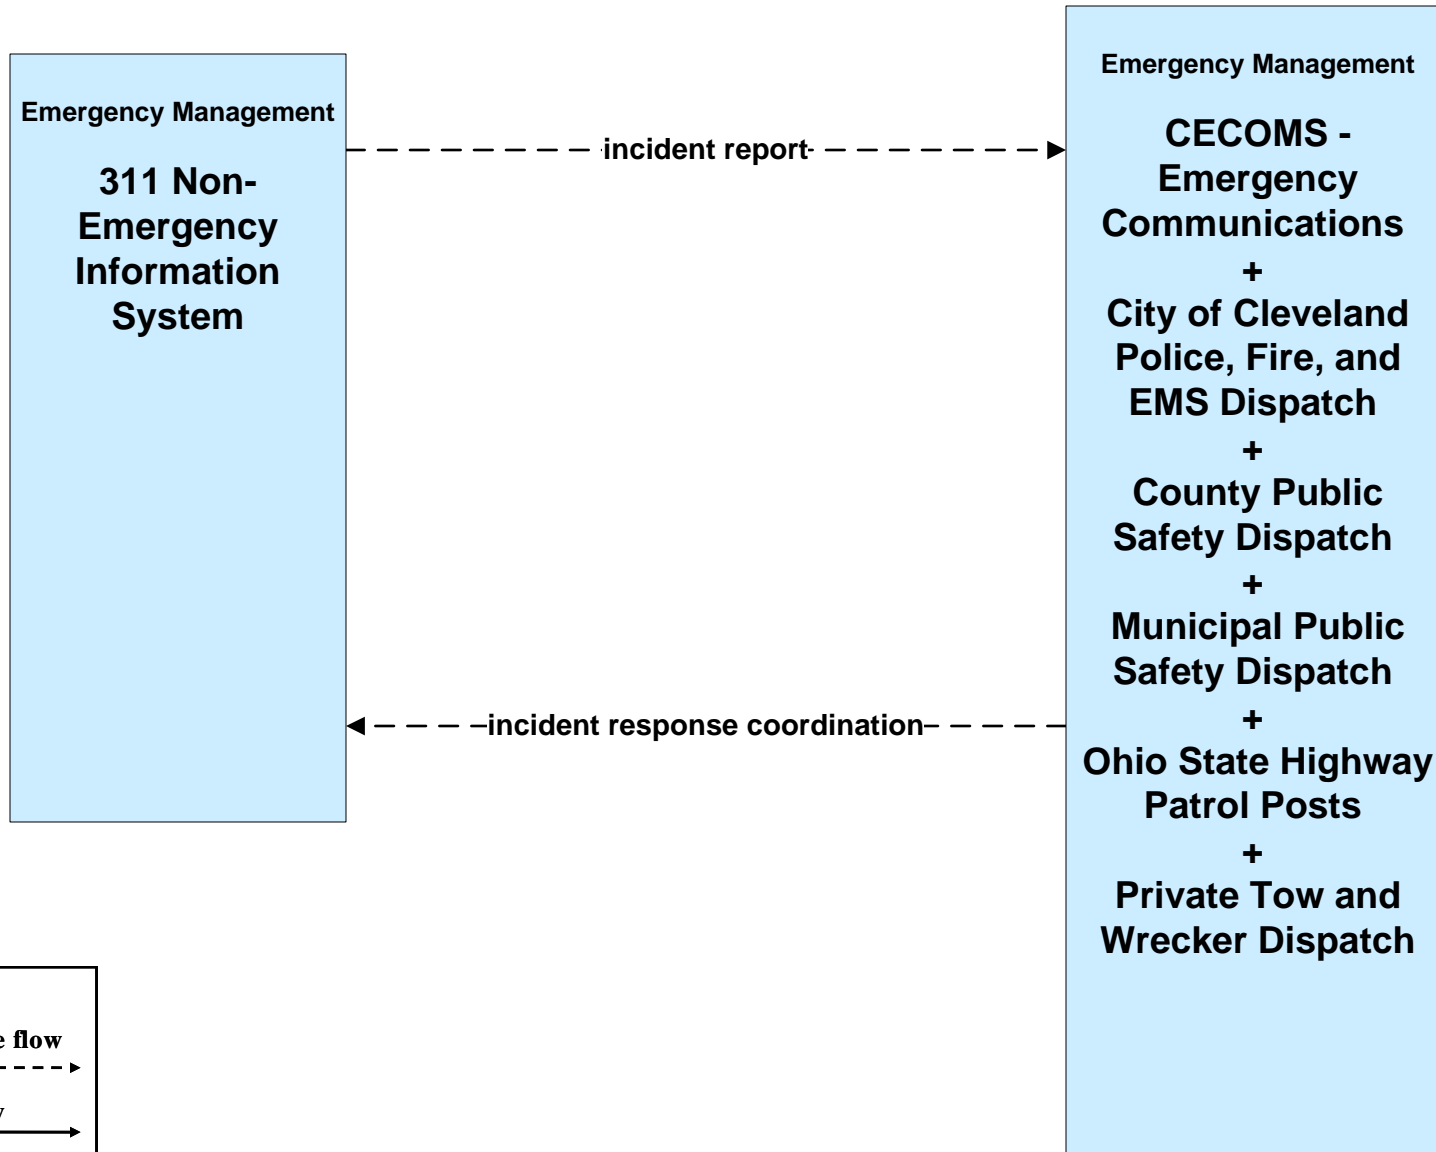 Emergency Management
311 Non-
Emergency
Information
System
incident report
incident response coordination
Emergency Management
CECOMS -
Emergency
Communications
+
City of Cleveland
Police, Fire, and
EMS Dispatch
+
County Public
Safety Dispatch
+
Municipal Public
Safety Dispatch
+
Ohio State Highway
Patrol Posts
+
Private Tow and
Wrecker Dispatch
flow